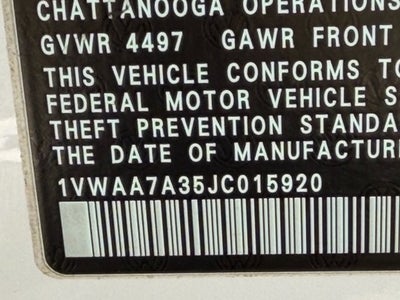 CHATTANOOGA OPERATIONS
GVWR 4497 GAWR FRONT
THIS VEHICLE CONFORMS TO
FEDERAL MOTOR VEHICLE S
THEFT PREVENTION STANDA
THE DATE OF MANUFACTUR
1VWAA7A35JC015920